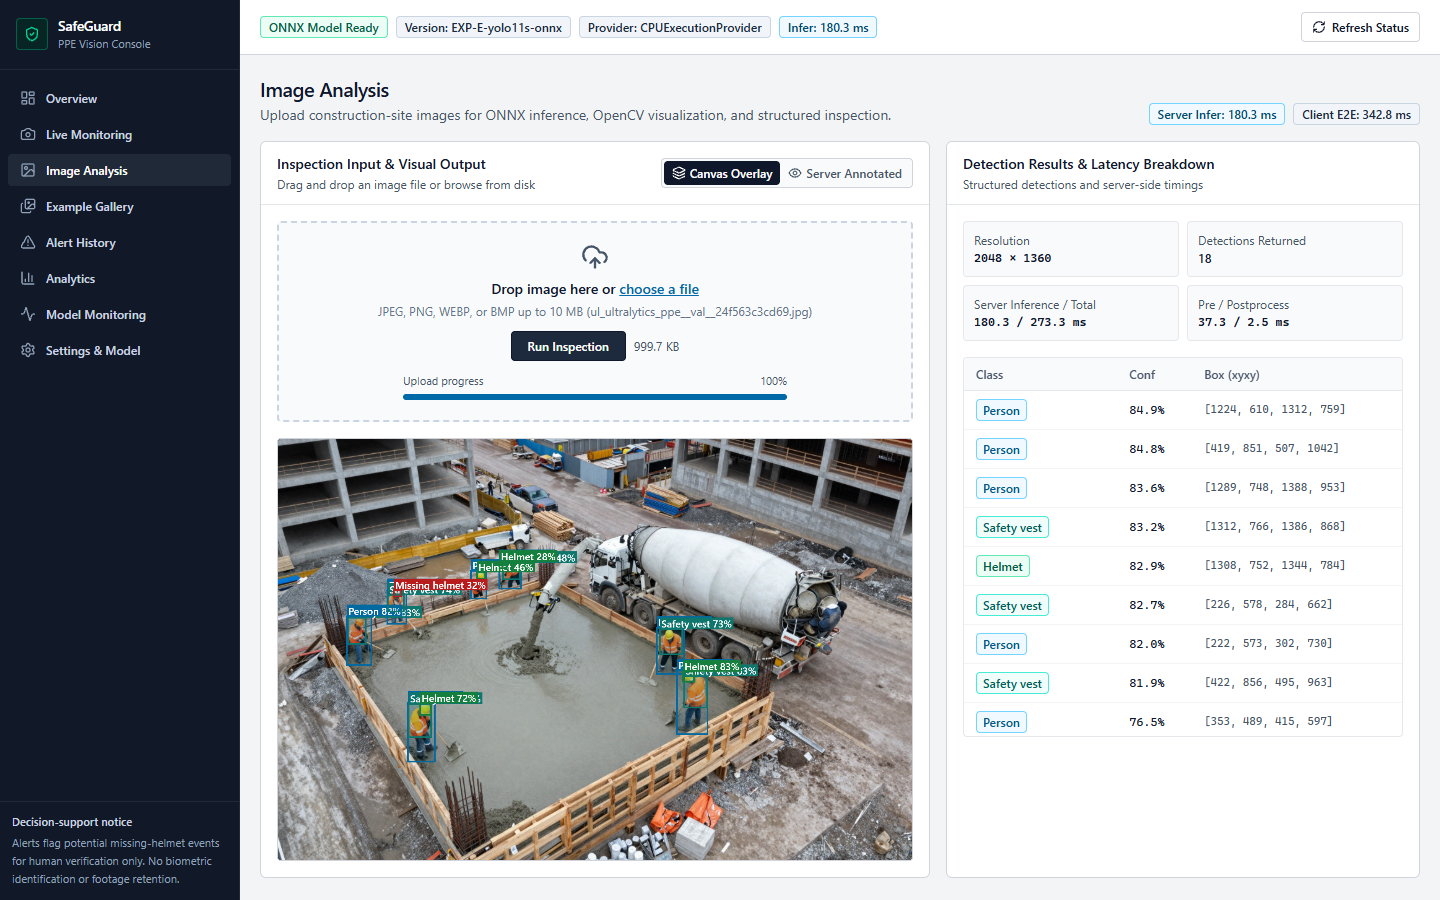 SafeGuard
PPE Vision Console
Overview
Live Monitoring
Image Analysis
Example Gallery
Alert History
Analytics
Model Monitoring
Settings & Model
Decision-support notice
Alerts flag potential missing-helmet events
for human verification only. No biometric
identification or footage retention.
ONNX Model Ready
Version: EXP-E-yolo11s-onnx
Provider: CPUExecutionProvider
Infer: 180.3 ms
Refresh Status
Image Analysis
Upload construction-site images for ONNX inference, OpenCV visualization, and structured inspection.
Server Infer: 180.3 ms
Client E2E: 342.8 ms
Inspection Input & Visual Output
Drag and drop an image file or browse from disk
Canvas Overlay
Server Annotated
Drop image here or choose a file
JPEG, PNG, WEBP, or BMP up to 10 MB (ul_ultralytics_ppe__val__24f563c3cd69.jpg)
Run Inspection 999.7 KB
Upload progress 100%
Helmet 28% 48%
Helmet 46%
Missing helmet 32%
Safety vest 74%
Person 82% 83%
Safety vest 73%
Helmet 83%
Safety vest 83%
Helmet 72%
Detection Results & Latency Breakdown
Structured detections and server-side timings
Resolution
2048 × 1360
Detections Returned
18
Server Inference / Total
180.3 / 273.3 ms
Pre / Postprocess
37.3 / 2.5 ms
Class Conf Box (xyxy)
Person 84.9% [1224, 610, 1312, 759]
Person 84.8% [419, 851, 507, 1042]
Person 83.6% [1289, 748, 1388, 953]
Safety vest 83.2% [1312, 766, 1386, 868]
Helmet 82.9% [1308, 752, 1344, 784]
Safety vest 82.7% [226, 578, 284, 662]
Person 82.0% [222, 573, 302, 730]
Safety vest 81.9% [422, 856, 495, 963]
Person 76.5% [353, 489, 415, 597]